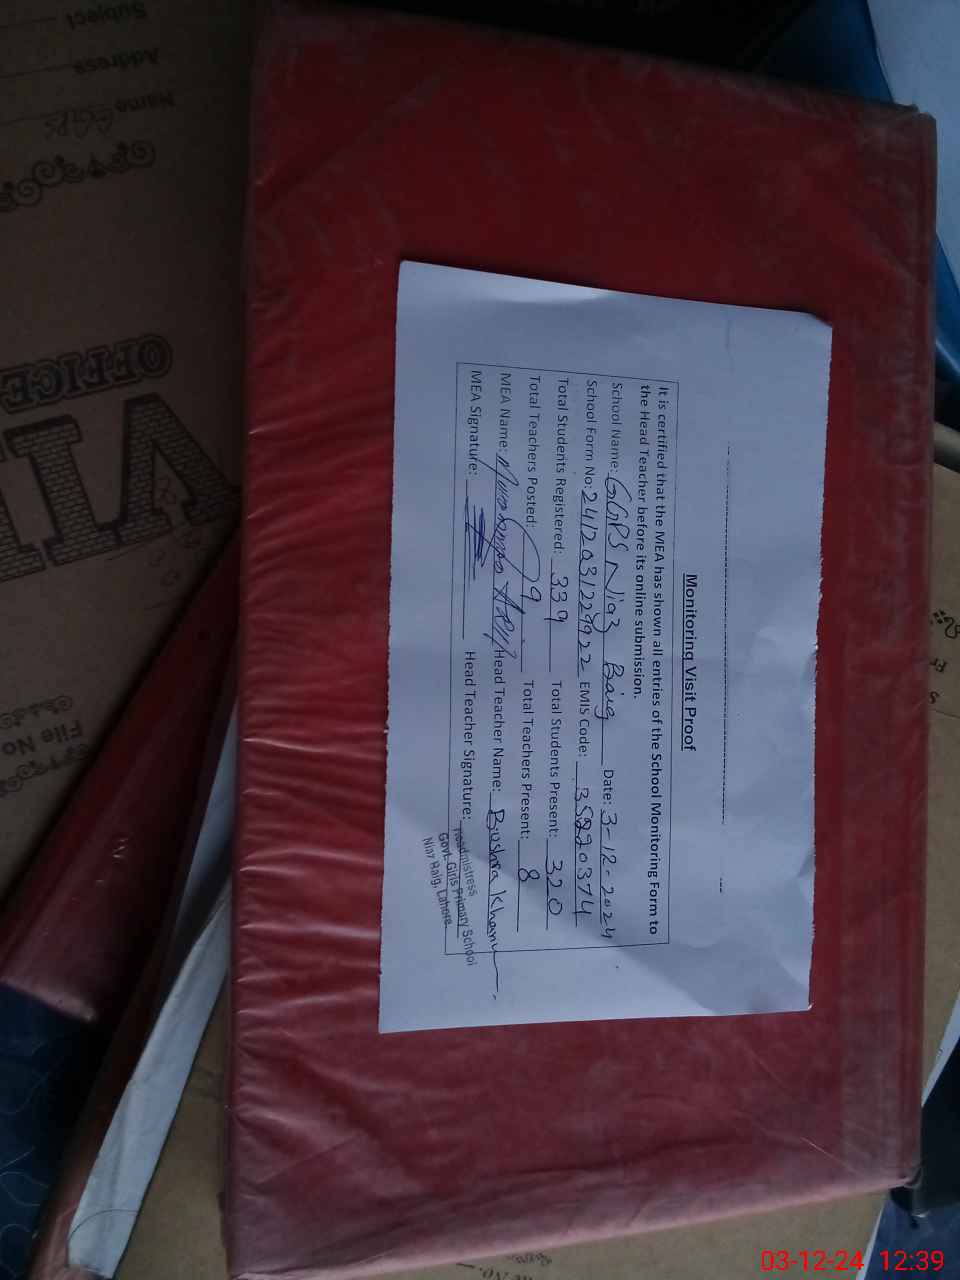 Monitoring Visit Proof
It is certified that the MEA has shown all entries of the School Monitoring Form to
the Head Teacher before its online submission.
School Name: GGPS Niaz Baig Date: 3-12-2024
School Form No: EMIS Code: 35220374
Total Students Registered: 339 Total Students Present: 320
Total Teachers Posted: 9 Total Teachers Present: 8
MEA Name: Head Teacher Name: Bushra Khanum
MEA Signature: Head Teacher Signature:
Headmistress
Govt. Girls Primary School
Niaz Baig, Lahore
Subject
Address
Name GGPS
OFFICE
VI
File No
03-12-24 12:39